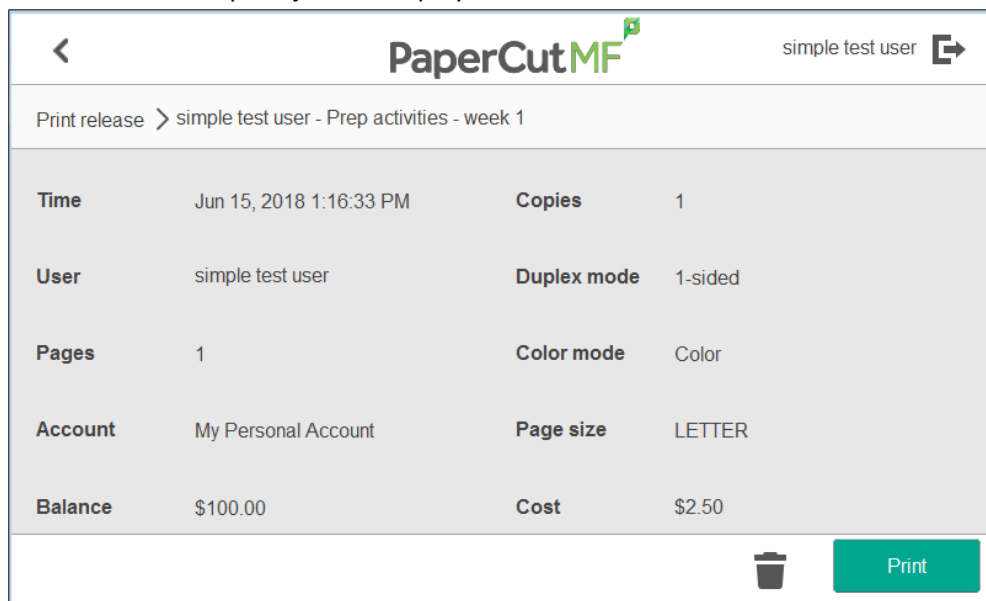 PaperCutMF
simple test user
Print release > simple test user - Prep activities - week 1
Time Jun 15, 2018 1:16:33 PM Copies 1
User simple test user Duplex mode 1-sided
Pages 1 Color mode Color
Account My Personal Account Page size LETTER
Balance $100.00 Cost $2.50
Print